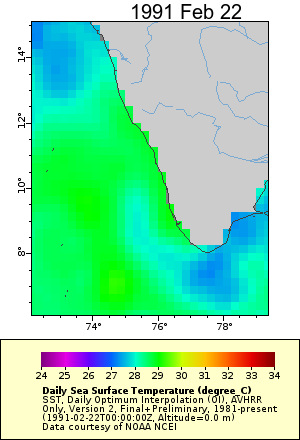 1991 Feb 22
14°
12°
10°
8°
74° 76° 78°
24 25 26 27 28 29 30 31 32 33 34
Daily Sea Surface Temperature (degree_C)
SST, Daily Optimum Interpolation (OI), AVHRR
Only, Version 2, Final+Preliminary, 1981-present
(1991-02-22T00:00:00Z, Altitude=0.0 m)
Data courtesy of NOAA NCEI